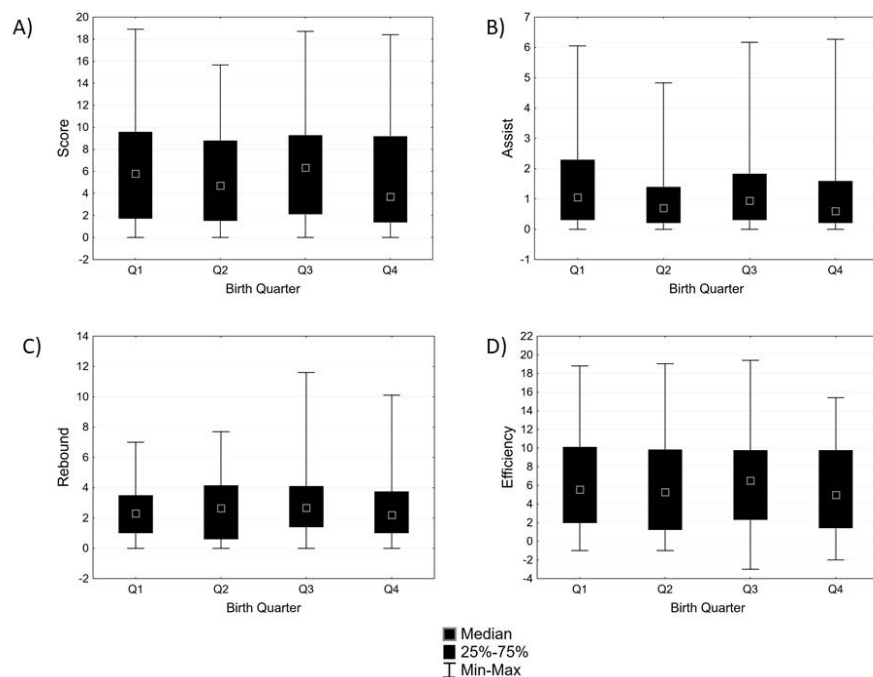 A)
20
18
16
14
12
10
8
6
4
2
0
-2
Score
Q1 Q2 Q3 Q4
Birth Quarter
B)
7
6
5
4
3
2
1
0
-1
Assist
Q1 Q2 Q3 Q4
Birth Quarter
C)
14
12
10
8
6
4
2
0
-2
Rebound
Q1 Q2 Q3 Q4
Birth Quarter
D)
22
20
18
16
14
12
10
8
6
4
2
0
-2
-4
Efficiency
Q1 Q2 Q3 Q4
Birth Quarter
Median
25%-75%
Min-Max